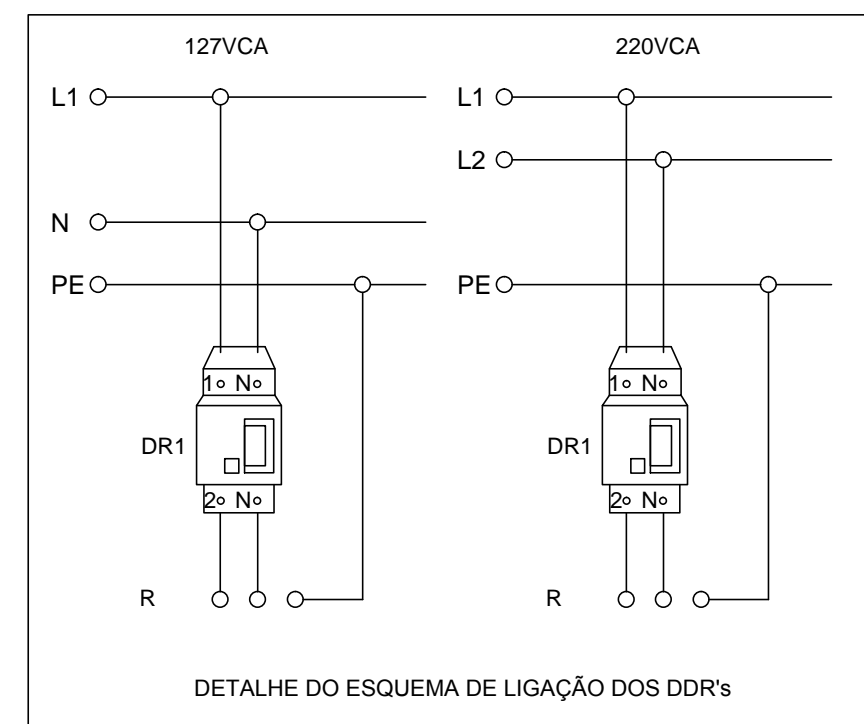 127VCA
L1
N
PE
1 N
DR1
2 N
R
220VCA
L1
L2
PE
1 N
DR1
2 N
R
DETALHE DO ESQUEMA DE LIGAÇÃO DOS DDR's